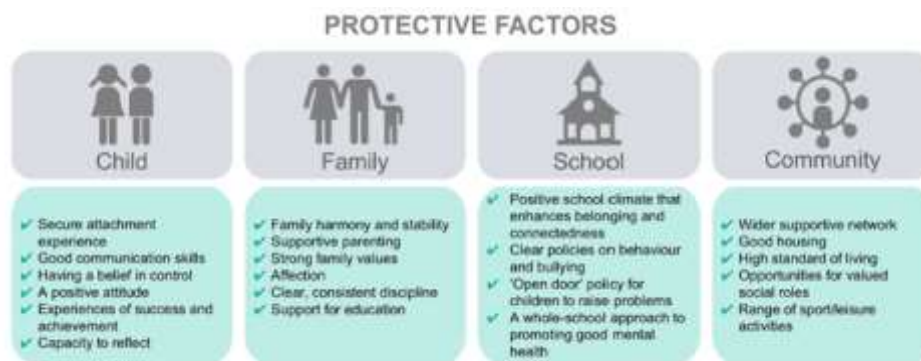 PROTECTIVE FACTORS
Child
✔ Secure attachment
experience
✔ Good communication skills
✔ Having a belief in control
✔ A positive attitude
✔ Experiences of success and
achievement
✔ Capacity to reflect
Family
✔ Family harmony and stability
✔ Supportive parenting
✔ Strong family values
✔ Affection
✔ Clear, consistent discipline
✔ Support for education
School
✔ Positive school climate that
enhances belonging and
connectedness
✔ Clear policies on behaviour
and bullying
✔ 'Open door' policy for
children to raise problems
✔ A whole-school approach to
promoting good mental
health
Community
✔ Wider supportive network
✔ Good housing
✔ High standard of living
✔ Opportunities for valued
social roles
✔ Range of sport/leisure
activities